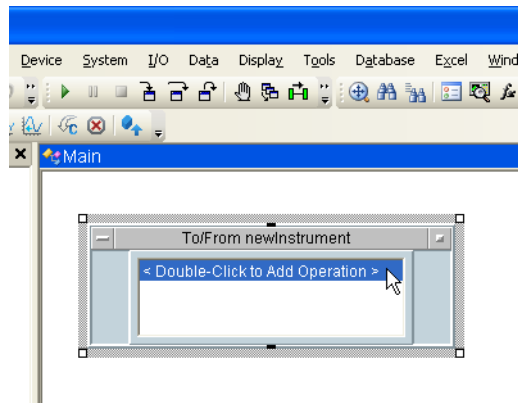 Device System I/O Data Display Tools Database Excel Wind
Main
To/From newInstrument
< Double-Click to Add Operation >